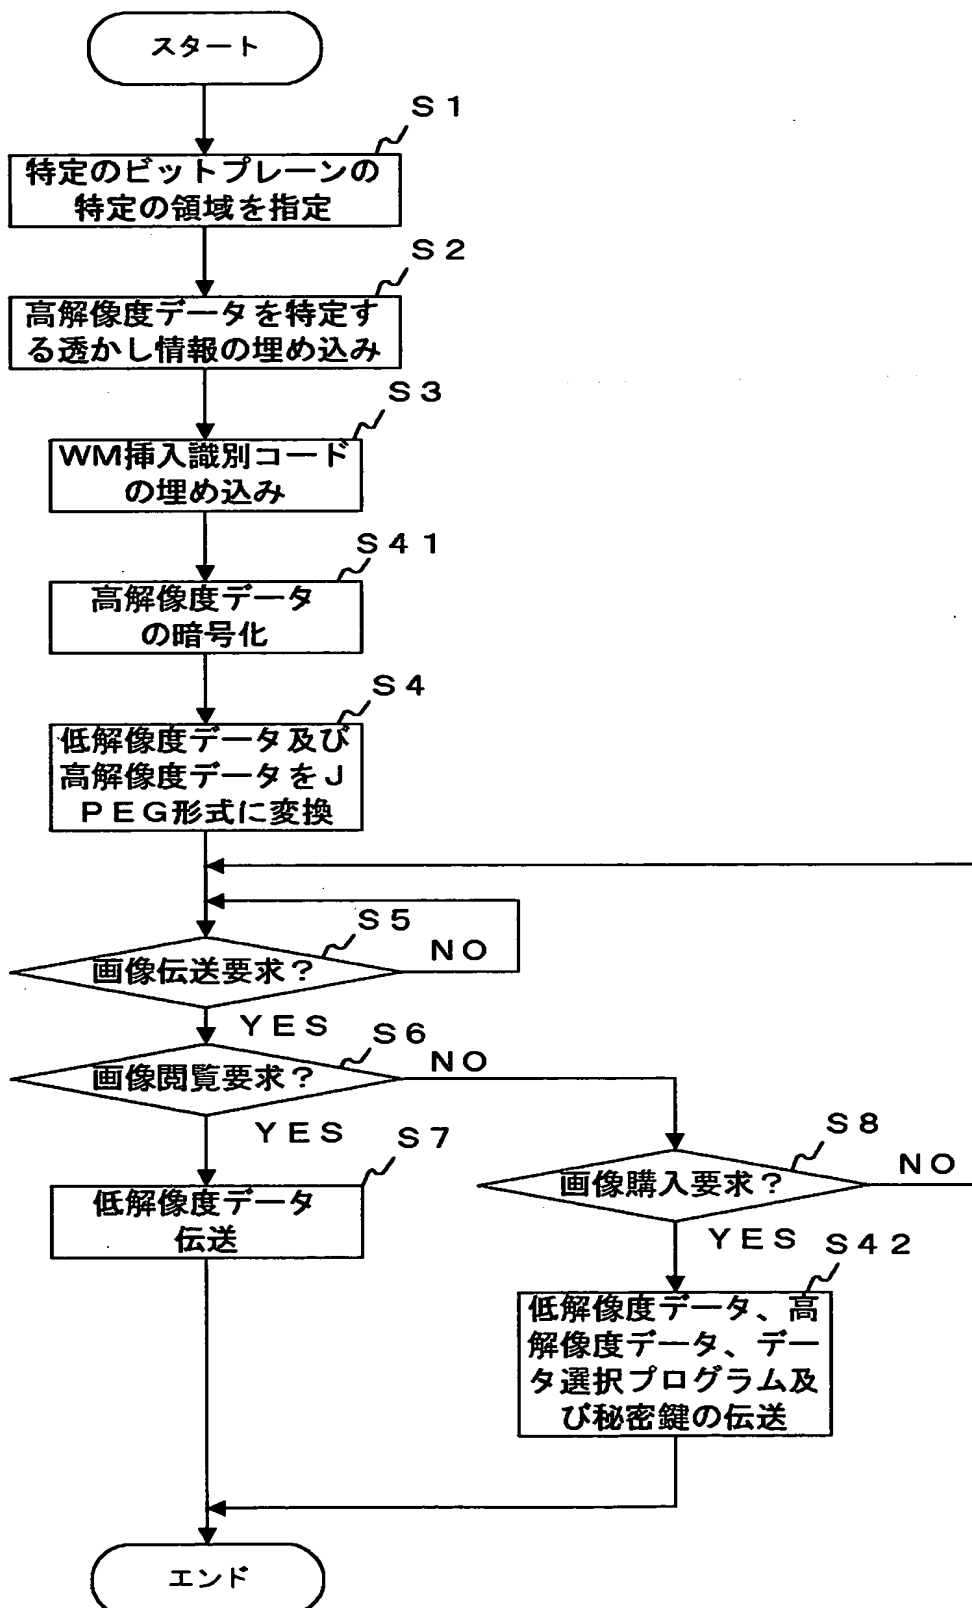 スタート
S1
特定のビットプレーンの
特定の領域を指定
S2
高解像度データを特定す
る透かし情報の埋め込み
S3
WM挿入識別コード
の埋め込み
S41
高解像度データ
の暗号化
S4
低解像度データ及び
高解像度データをJ
PEG形式に変換
S5
画像伝送要求?
NO
YES
S6
画像閲覧要求?
NO
YES
S7
低解像度データ
伝送
S8
画像購入要求?
NO
YES
S42
低解像度データ、高
解像度データ、デー
タ選択プログラム及
び秘密鍵の伝送
エンド